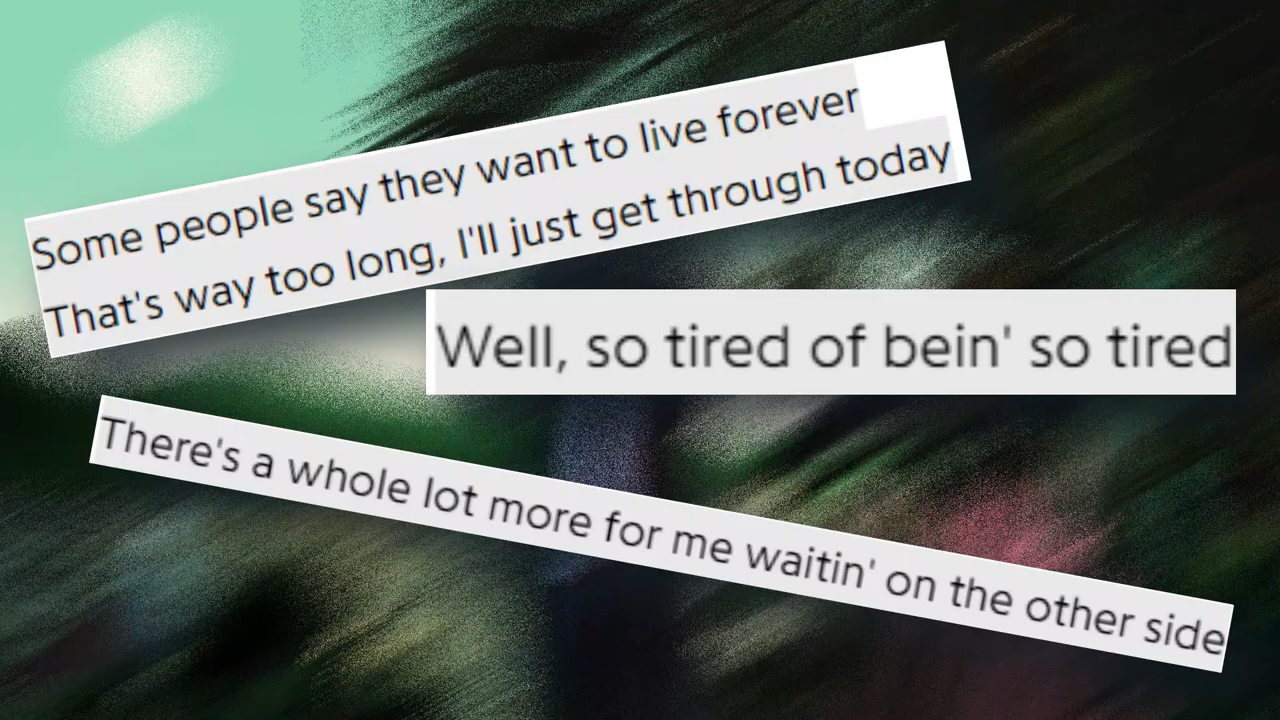 Some people say they want to live forever
That's way too long, I'll just get through today
Well, so tired of bein' so tired
There's a whole lot more for me waitin' on the other side